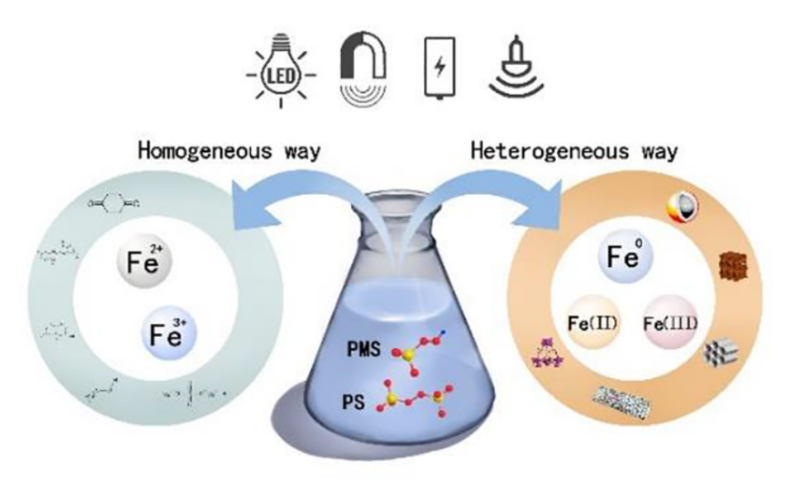 LED
Homogeneous way
Heterogeneous way
Fe²⁺
Fe³⁺
Fe⁰
Fe(II)
Fe(III)
PMS
PS